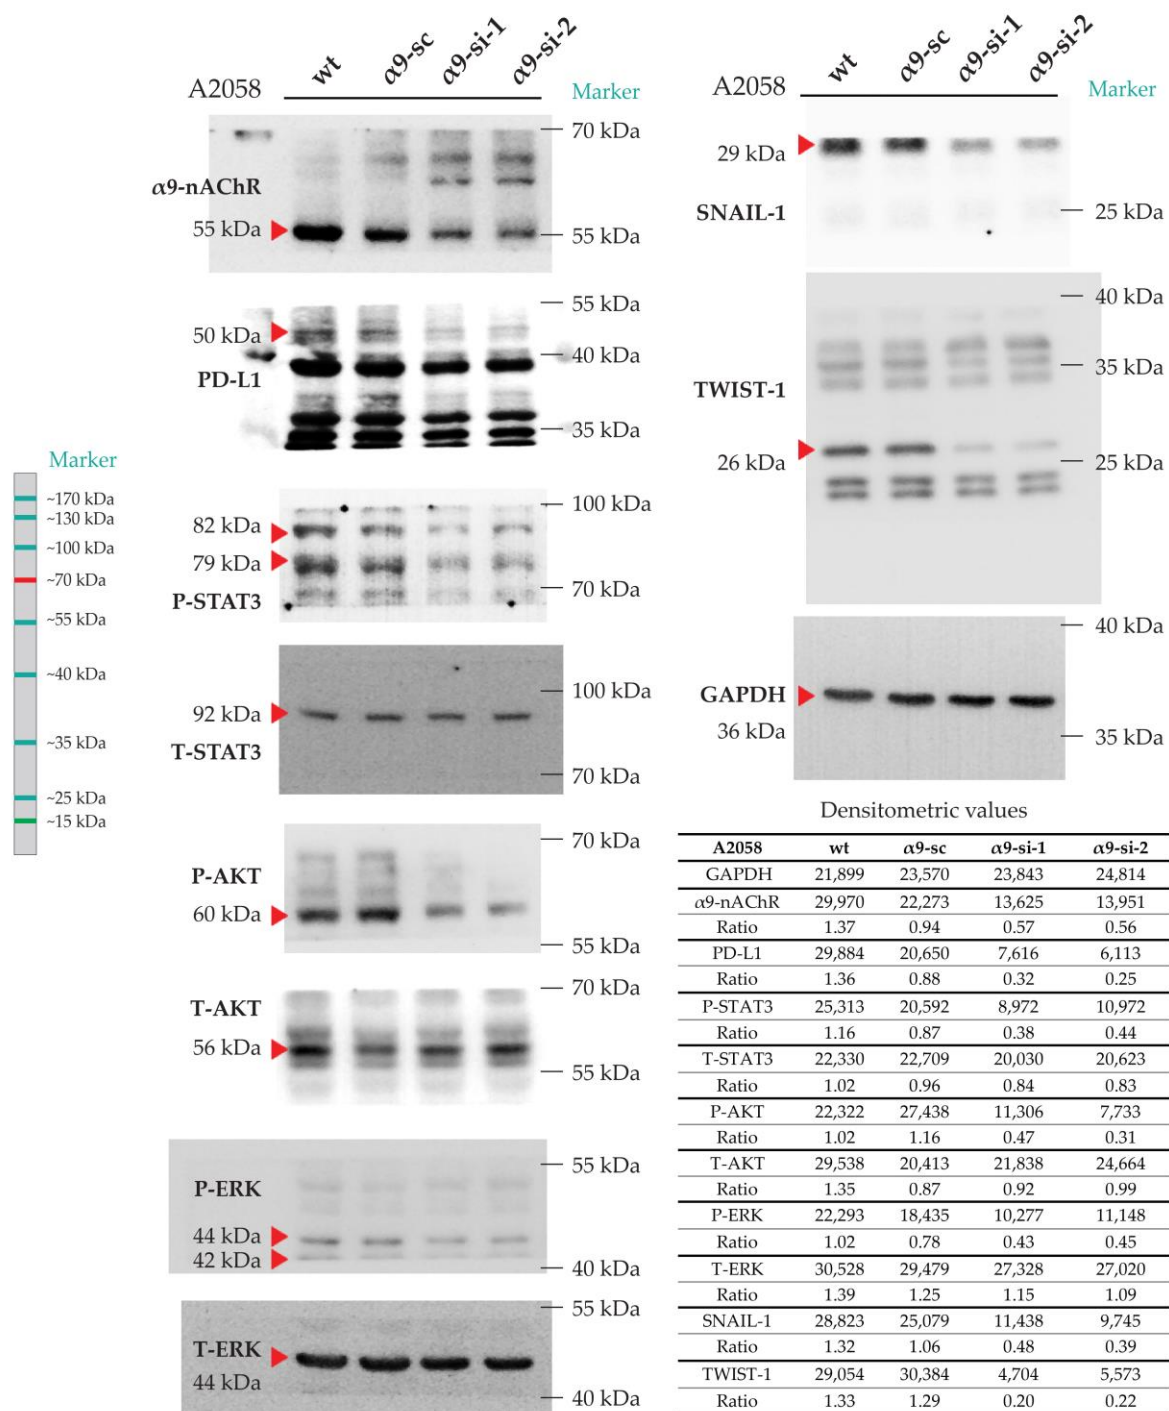 wt α9-sc α9-si-1 α9-si-2
A2058
Marker
70 kDa
α9-nAChR
55 kDa
55 kDa
55 kDa
50 kDa
40 kDa
PD-L1
35 kDa
Marker
~170 kDa
~130 kDa
~100 kDa
~70 kDa
~55 kDa
~40 kDa
~35 kDa
~25 kDa
~15 kDa
100 kDa
82 kDa
79 kDa
70 kDa
P-STAT3
100 kDa
92 kDa
T-STAT3
70 kDa
70 kDa
P-AKT
60 kDa
55 kDa
70 kDa
T-AKT
56 kDa
55 kDa
55 kDa
P-ERK
44 kDa
42 kDa
40 kDa
55 kDa
T-ERK
44 kDa
40 kDa
wt α9-sc α9-si-1 α9-si-2
A2058
Marker
29 kDa
SNAIL-1
25 kDa
40 kDa
35 kDa
TWIST-1
26 kDa
25 kDa
40 kDa
GAPDH
36 kDa
35 kDa
Densitometric values
A2058 wt α9-sc α9-si-1 α9-si-2
GAPDH 21,899 23,570 23,843 24,814
α9-nAChR 29,970 22,273 13,625 13,951
Ratio 1.37 0.94 0.57 0.56
PD-L1 29,884 20,650 7,616 6,113
Ratio 1.36 0.88 0.32 0.25
P-STAT3 25,313 20,592 8,972 10,972
Ratio 1.16 0.87 0.38 0.44
T-STAT3 22,330 22,709 20,030 20,623
Ratio 1.02 0.96 0.84 0.83
P-AKT 22,322 27,438 11,306 7,733
Ratio 1.02 1.16 0.47 0.31
T-AKT 29,538 20,413 21,838 24,664
Ratio 1.35 0.87 0.92 0.99
P-ERK 22,293 18,435 10,277 11,148
Ratio 1.02 0.78 0.43 0.45
T-ERK 30,528 29,479 27,328 27,020
Ratio 1.39 1.25 1.15 1.09
SNAIL-1 28,823 25,079 11,438 9,745
Ratio 1.32 1.06 0.48 0.39
TWIST-1 29,054 30,384 4,704 5,573
Ratio 1.33 1.29 0.20 0.22